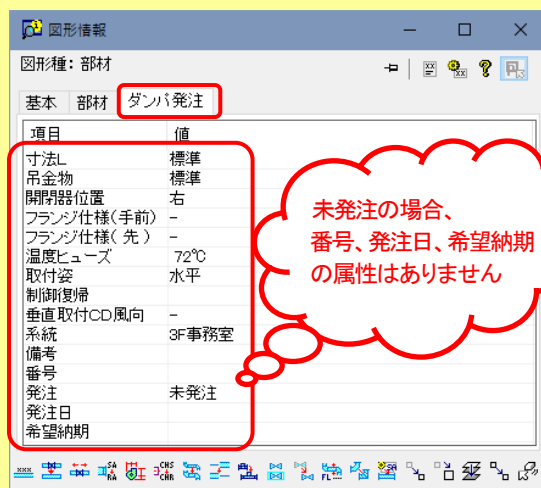 図形情報
図形種: 部材
基本 部材 ダンパ発注
項目 値
寸法L 標準
吊金物 標準
開閉器位置 右
フランジ仕様(手前) -
フランジ仕様( 先 ) -
温度ヒューズ 72℃
取付姿 水平
制御復帰
垂直取付CD風向 -
系統 3F事務室
備考
番号
発注 未発注
発注日
希望納期
未発注の場合、
番号、発注日、希望納期
の属性はありません